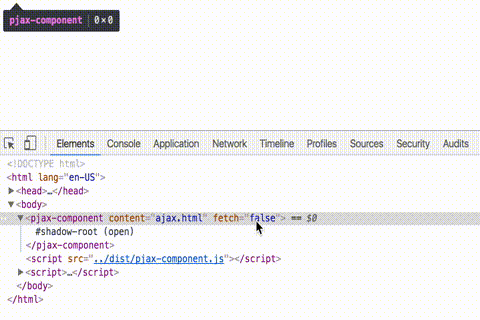 pjax-component | 0×0
Elements Console Application Network Timeline Profiles Sources Security Audits
<!DOCTYPE html>
<html lang="en-US">
▶<head>…</head>
▼<body>
▼<pjax-component content="ajax.html" fetch="false"> == $0
#shadow-root (open)
</pjax-component>
<script src="../dist/pjax-component.js"></script>
▶<script>…</script>
</body>
</html>